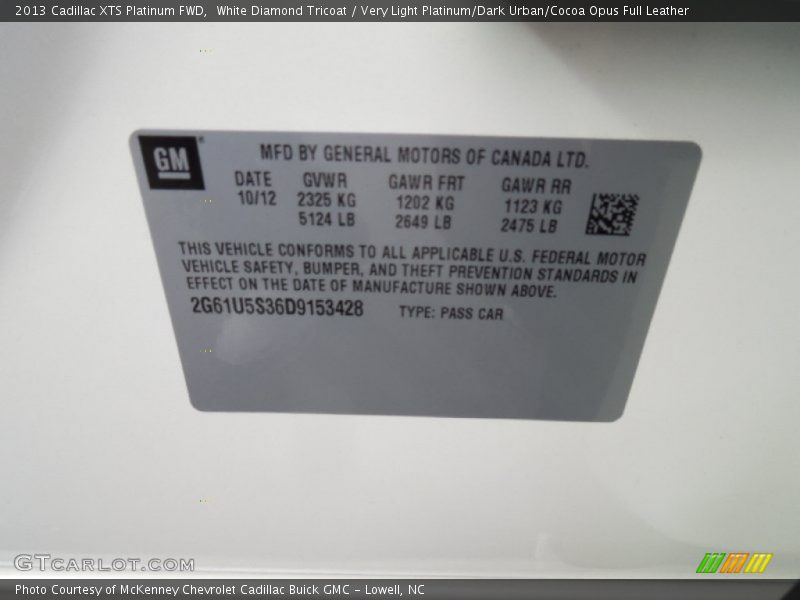 2013 Cadillac XTS Platinum FWD,  White Diamond Tricoat / Very Light Platinum/Dark Urban/Cocoa Opus Full Leather
GM
MFD BY GENERAL MOTORS OF CANADA LTD.
DATE GVWR GAWR FRT GAWR RR
10/12 2325 KG 1202 KG 1123 KG
5124 LB 2649 LB 2475 LB
THIS VEHICLE CONFORMS TO ALL APPLICABLE U.S. FEDERAL MOTOR
VEHICLE SAFETY, BUMPER, AND THEFT PREVENTION STANDARDS IN
EFFECT ON THE DATE OF MANUFACTURE SHOWN ABOVE.
2G61U5S36D9153428 TYPE: PASS CAR
GTCARLOT.COM
Photo Courtesy of McKenney Chevrolet Cadillac Buick GMC - Lowell, NC